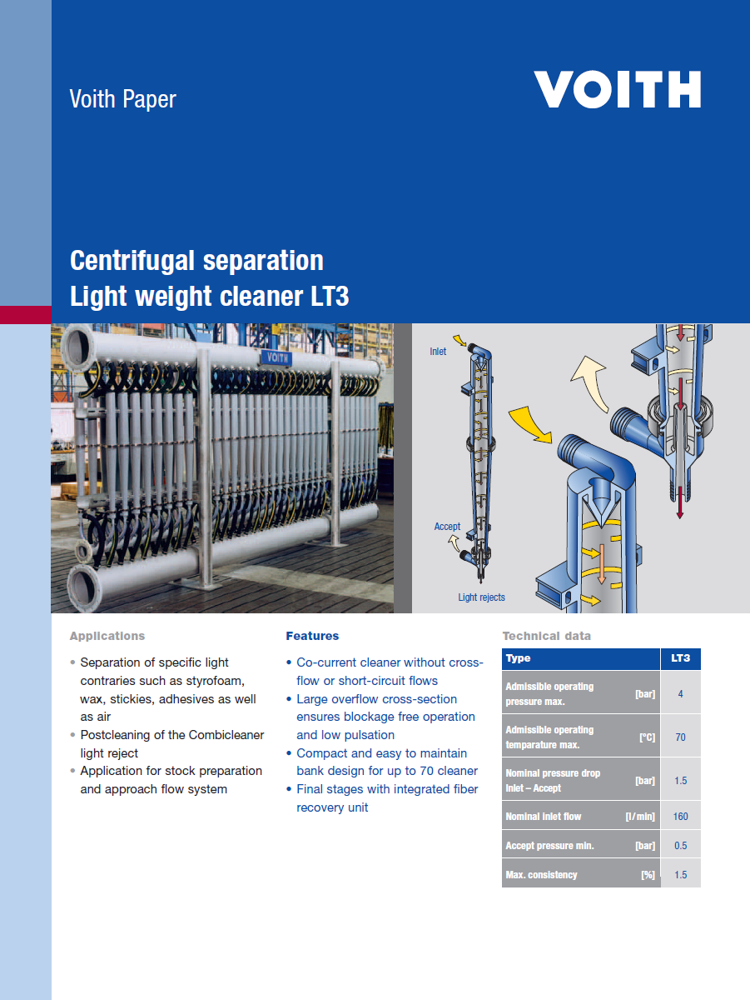 Voith Paper
VOITH
Centrifugal separation
Light weight cleaner LT3
VOITH
Inlet
Accept
Light rejects
Applications
• Separation of specific light
contraries such as styrofoam,
wax, stickies, adhesives as well
as air
• Postcleaning of the Combicleaner
light reject
• Application for stock preparation
and approach flow system
Features
• Co-current cleaner without cross-
flow or short-circuit flows
• Large overflow cross-section
ensures blockage free operation
and low pulsation
• Compact and easy to maintain
bank design for up to 70 cleaner
• Final stages with integrated fiber
recovery unit
Technical data
Type LT3
Admissible operating
pressure max. [bar] 4
Admissible operating
temparature max. [°C] 70
Nominal pressure drop
Inlet – Accept [bar] 1.5
Nominal inlet flow [l/min] 160
Accept pressure min. [bar] 0.5
Max. consistency [%] 1.5